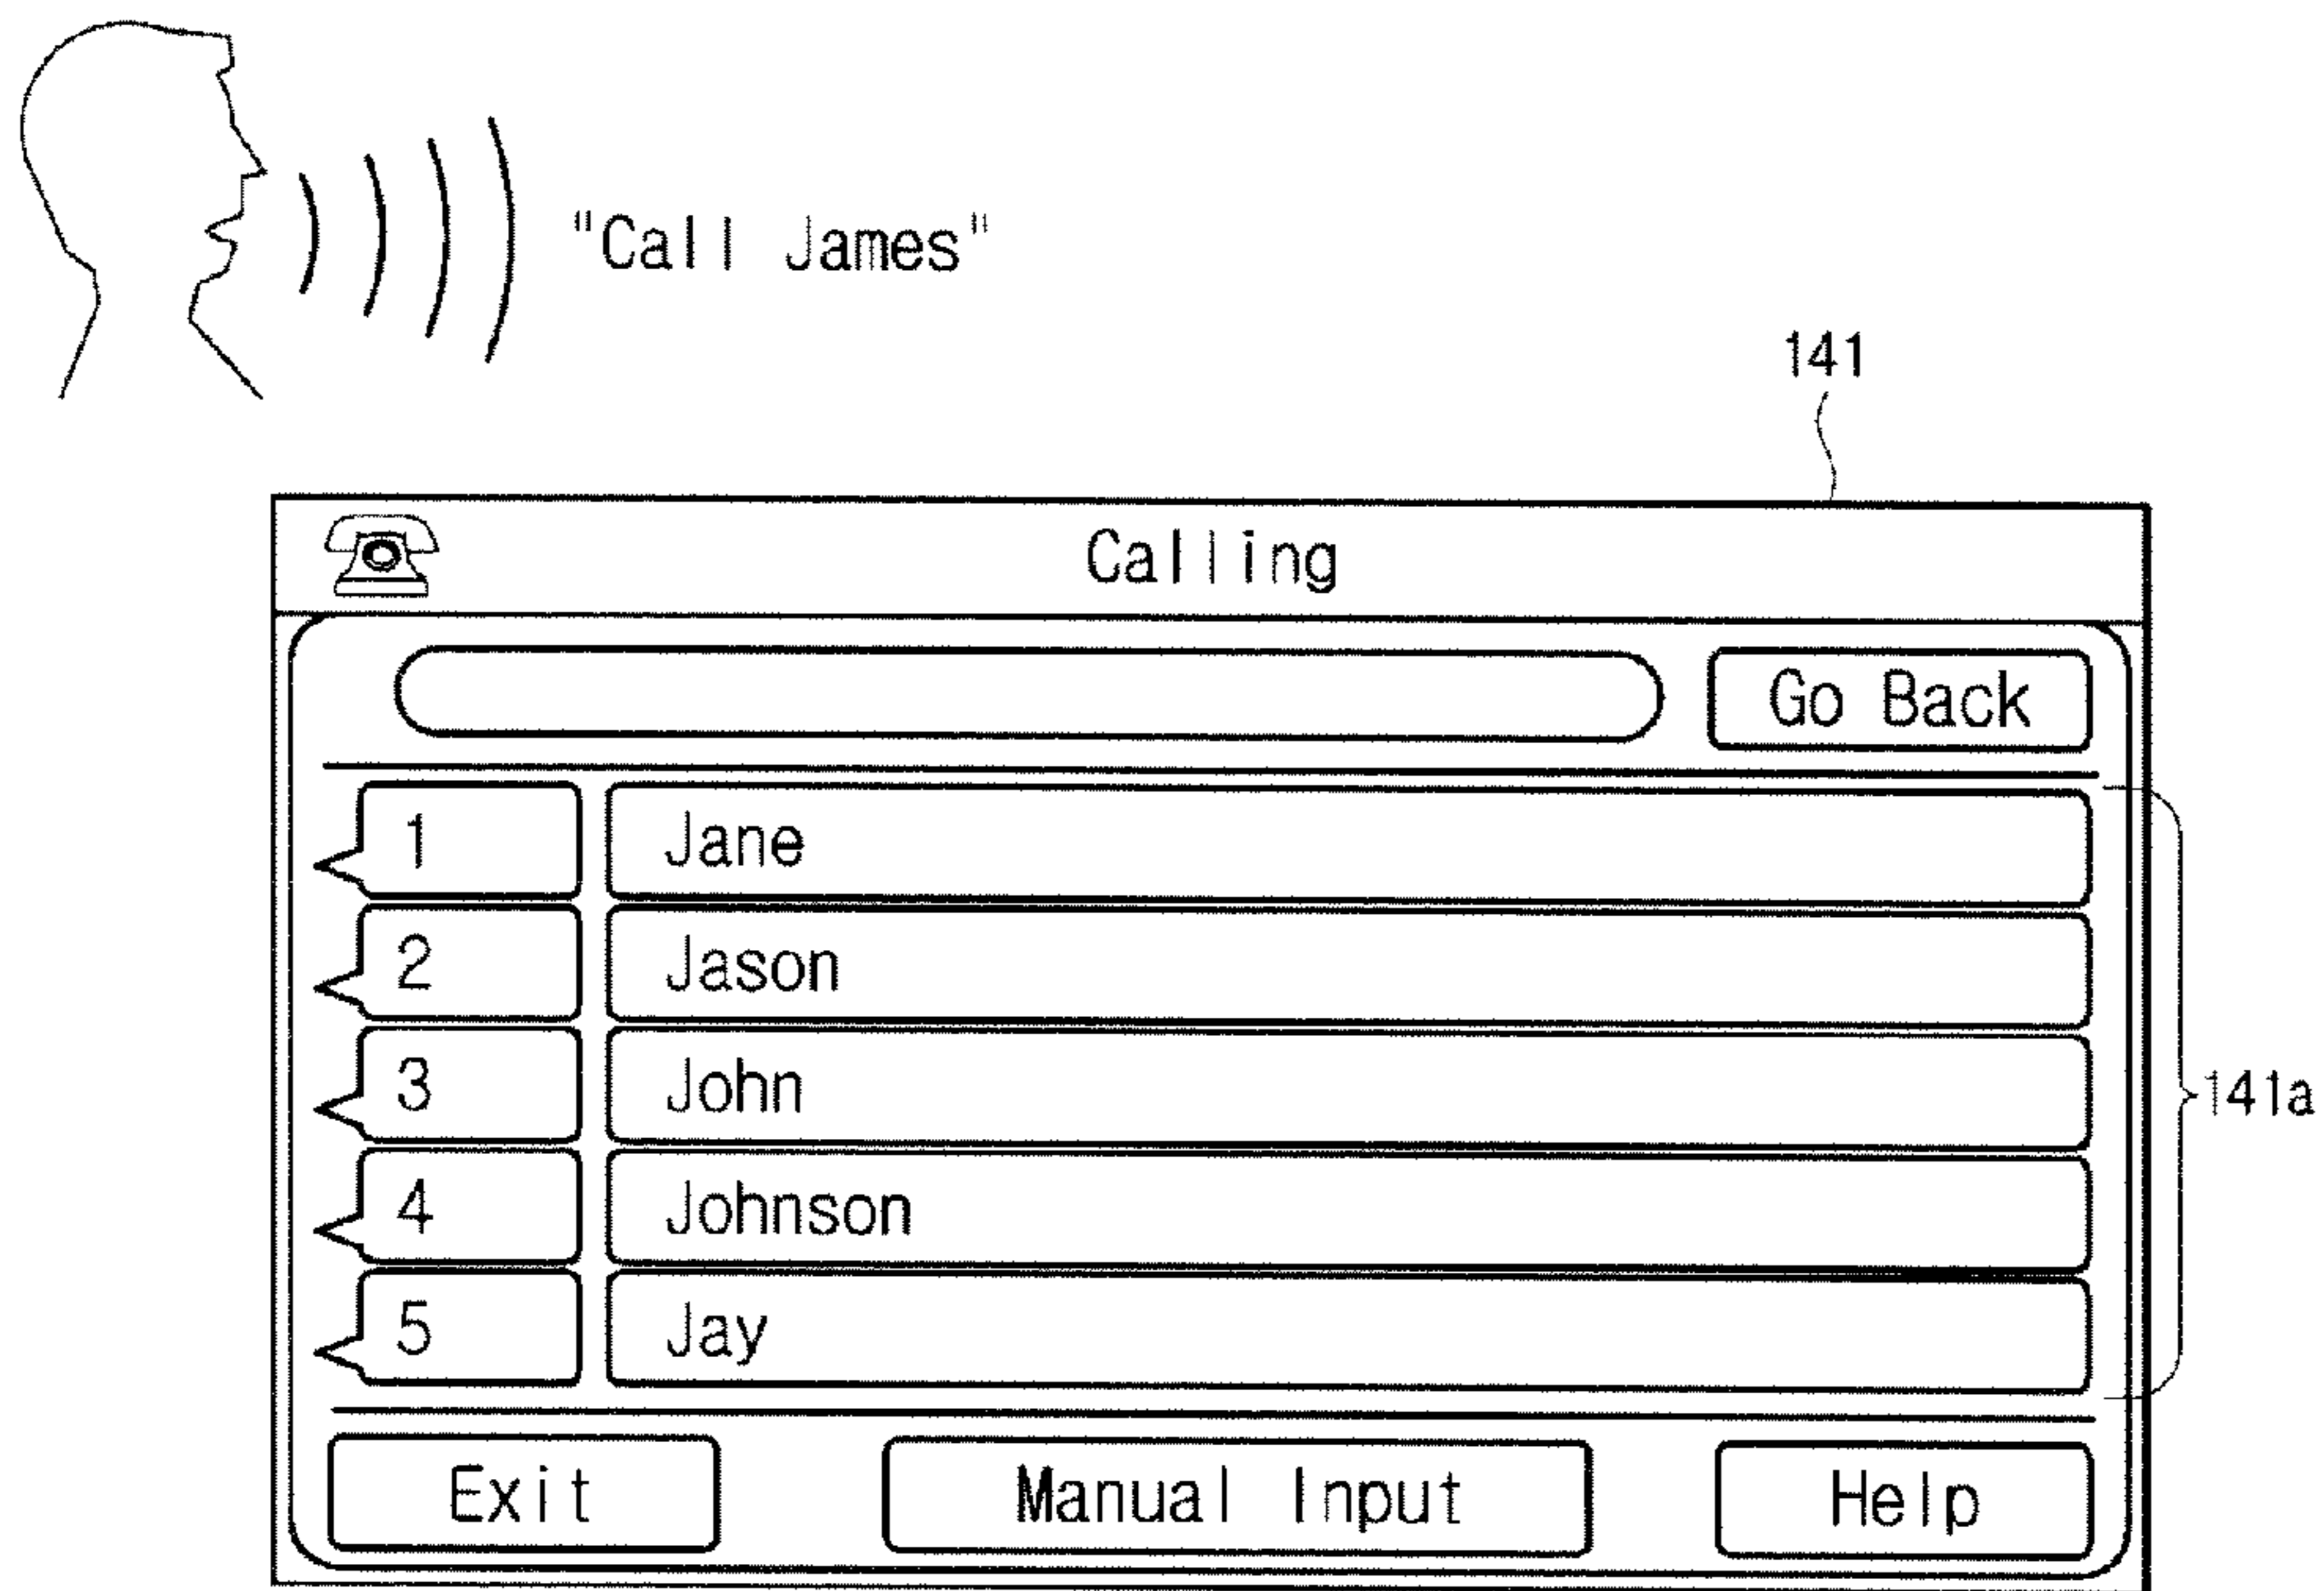 "Call James"
141
Calling
Go Back
1 Jane
2 Jason
3 John
141a
4 Johnson
5 Jay
Exit Manual Input Help